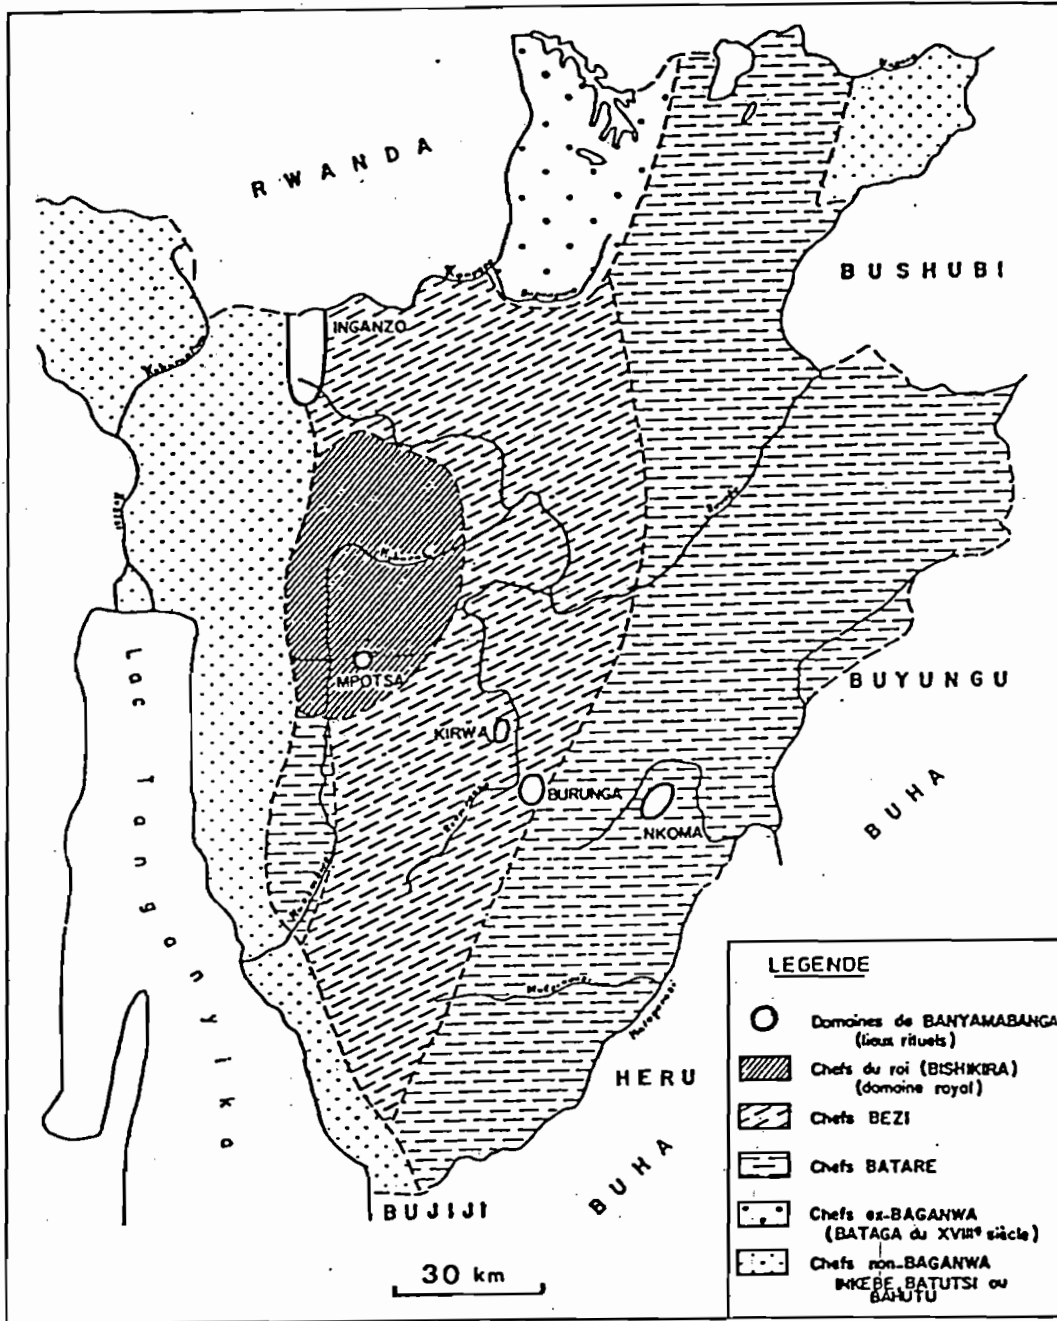 RWANDA
BUSHUBI
INGANZO
MPOTSA
KIRWA
BURUNGA
NKOMA
BUYUNGU
BUHA
Lac Tanganyika
HERU
BUHA
BUJIJI
30 km
LEGENDE
Domaines de BANYAMABANGA
(lieux rituels)
Chefs du roi (BISHIKIRA)
(domaine royal)
Chefs BEZI
Chefs BATARE
Chefs ex-BAGANWA
(BATAGA du XVIIIe siècle)
Chefs non-BAGANWA
INKEBE, BATUTSI ou
BAHUTU